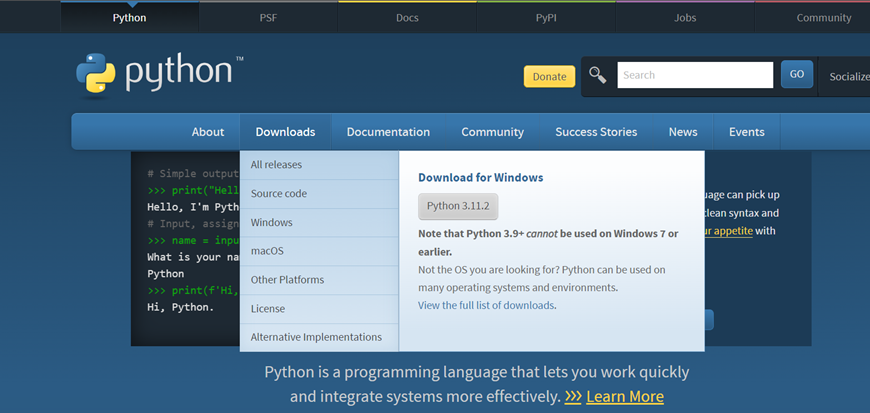 Python
PSF
Docs
PyPI
Jobs
Community
python™
Donate
Search
GO
Socialize
About
Downloads
Documentation
Community
Success Stories
News
Events
# Simple output
>>> print("Hell
Hello, I'm Pyth
# Input, assign
>>> name = inpu
What is your na
Python
>>> print(f'Hi,
Hi, Python.
All releases
Source code
Windows
macOS
Other Platforms
License
Alternative Implementations
Download for Windows
Python 3.11.2
Note that Python 3.9+ cannot be used on Windows 7 or
earlier.
Not the OS you are looking for? Python can be used on
many operating systems and environments.
View the full list of downloads.
uage can pick up
clean syntax and
ur appetite with
Python is a programming language that lets you work quickly
and integrate systems more effectively. >>> Learn More